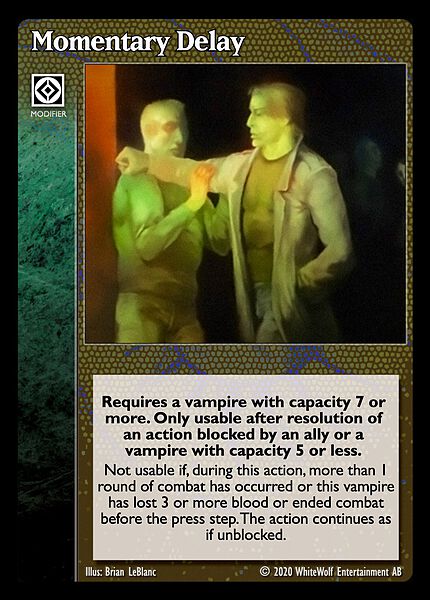 Momentary Delay
MODIFIER
Requires a vampire with capacity 7 or
more. Only usable after resolution of
an action blocked by an ally or a
vampire with capacity 5 or less.
Not usable if, during this action, more than 1
round of combat has occurred or this vampire
has lost 3 or more blood or ended combat
before the press step. The action continues as
if unblocked.
Illus: Brian LeBlanc
© 2020 WhiteWolf Entertainment AB